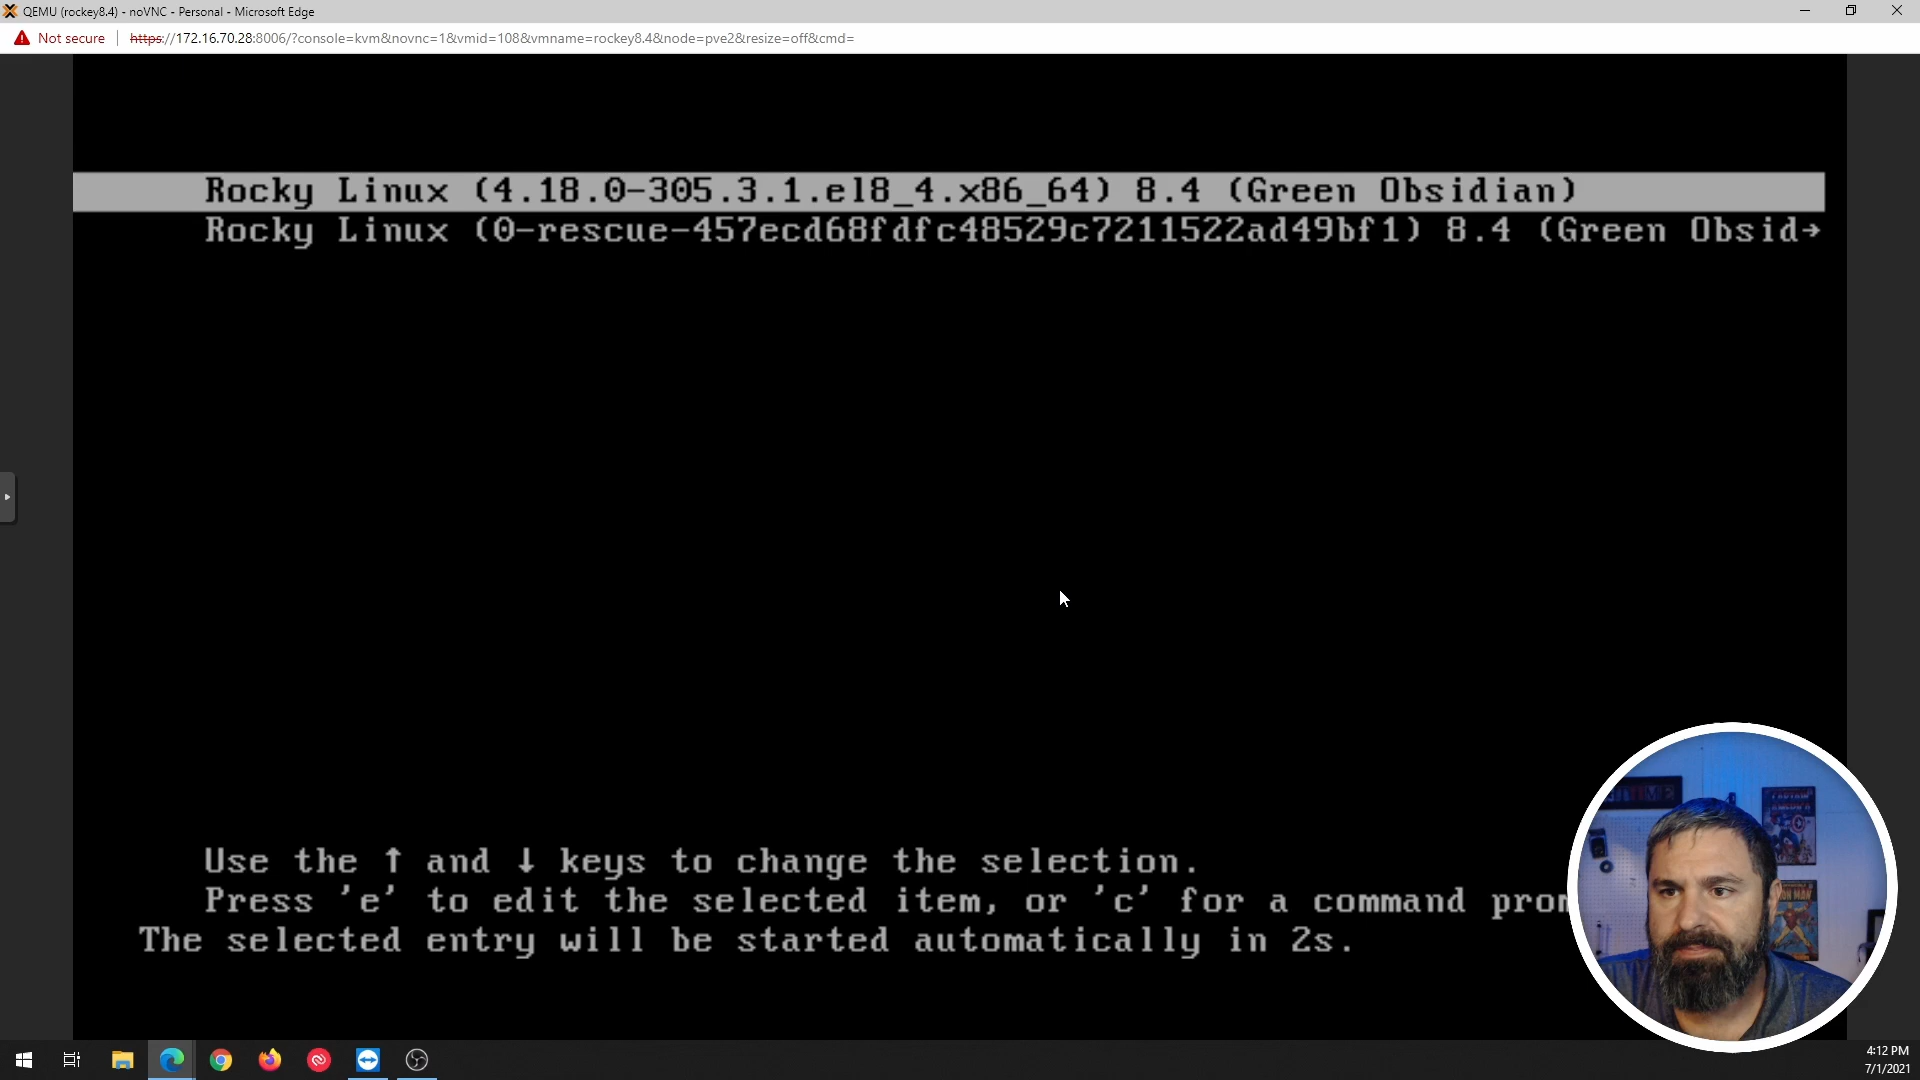 QEMU (rockey8.4) - noVNC - Personal - Microsoft Edge
Not secure
https://172.16.70.28:8006/?console=kvm&novnc=1&vmid=108&vmname=rockey8.4&node=pve2&resize=off&cmd=
Rocky Linux (4.18.0-305.3.1.el8_4.x86_64) 8.4 (Green Obsidian)
Rocky Linux (0-rescue-457ecd68fdfc48529c7211522ad49bf1) 8.4 (Green Obsid→
Use the ↑ and ↓ keys to change the selection.
Press 'e' to edit the selected item, or 'c' for a command prom
The selected entry will be started automatically in 2s.
CAPTAIN AMERICA
IRON MAN
4:12 PM
7/1/2021